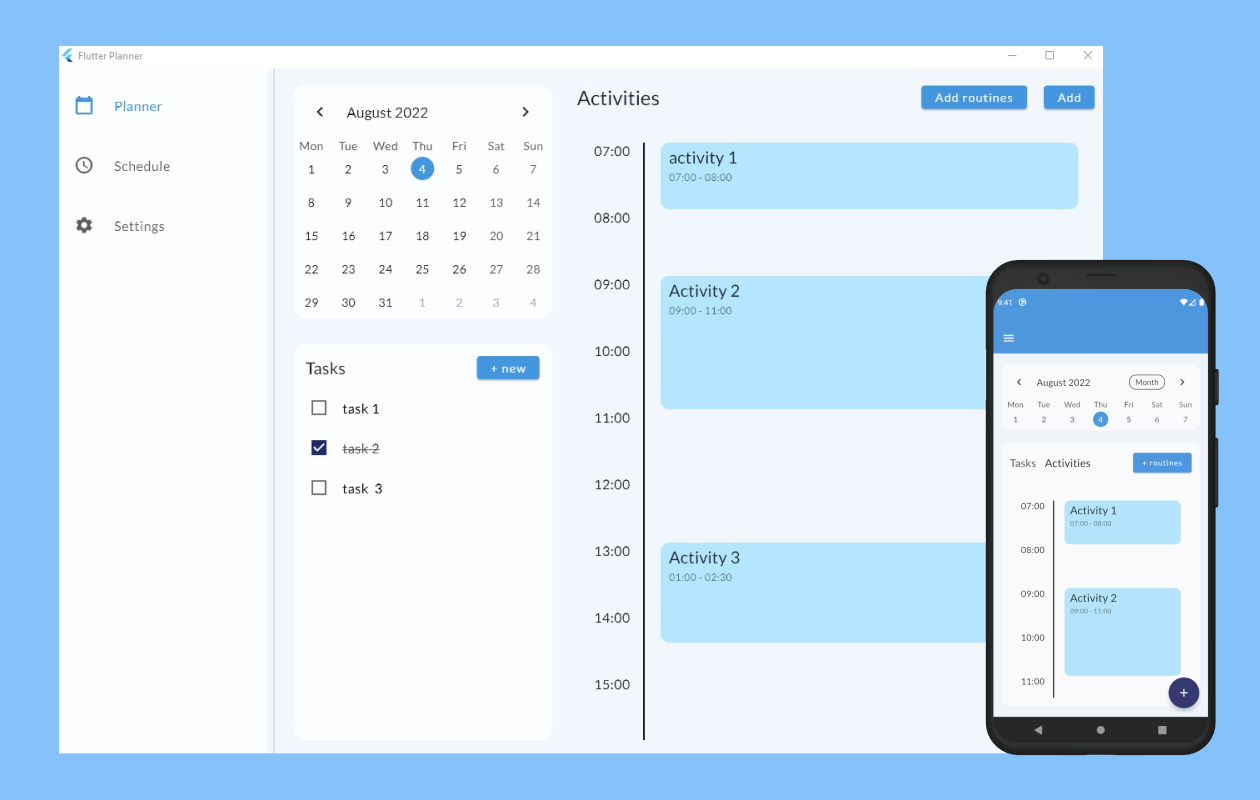 Flutter Planner
Planner
Schedule
Settings
August 2022
Mon Tue Wed Thu Fri Sat Sun
1 2 3 4 5 6 7
8 9 10 11 12 13 14
15 16 17 18 19 20 21
22 23 24 25 26 27 28
29 30 31 1 2 3 4
Tasks + new
task 1
task 2
task 3
Activities Add routines Add
07:00
activity 1
07:00 - 08:00
08:00
09:00
Activity 2
09:00 - 11:00
10:00
11:00
12:00
13:00
Activity 3
01:00 - 02:30
14:00
15:00
9:41
August 2022 Month
Mon Tue Wed Thu Fri Sat Sun
1 2 3 4 5 6 7
Tasks Activities + routines
07:00
Activity 1
07:00 - 08:00
08:00
09:00
Activity 2
09:00 - 11:00
10:00
11:00
+